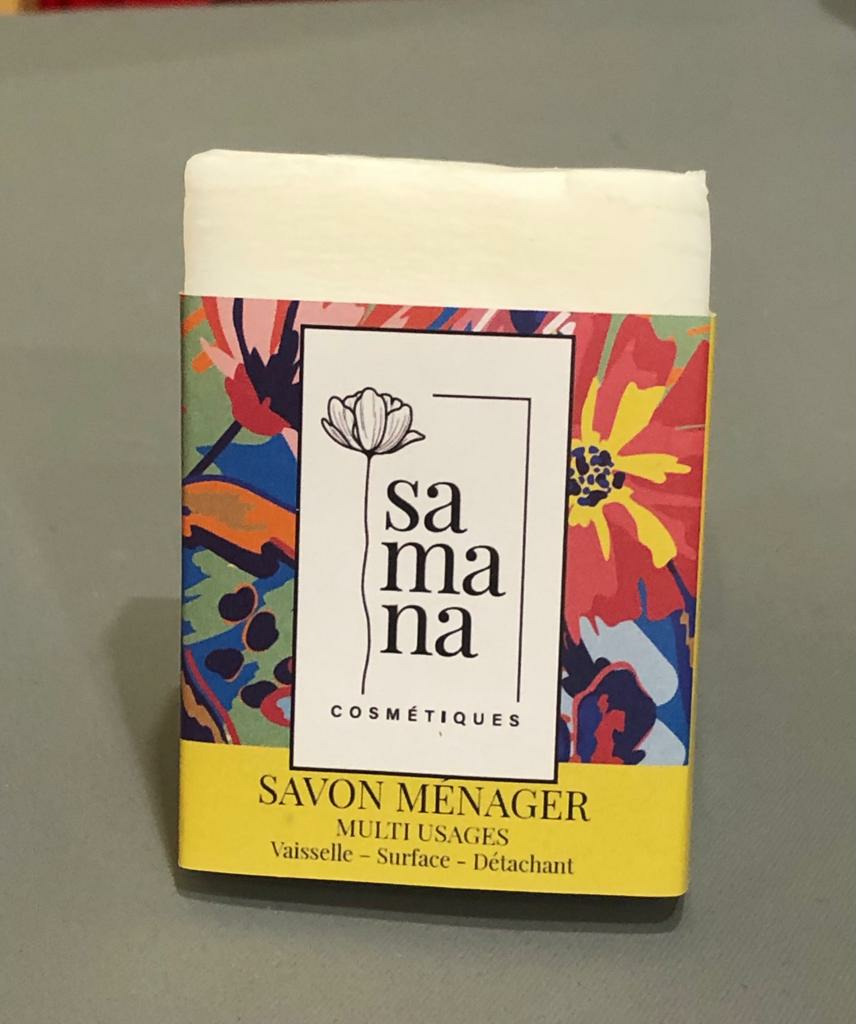 sa
ma
na
COSMÉTIQUES
SAVON MÉNAGER
MULTI USAGES
Vaisselle – Surface - Détachant